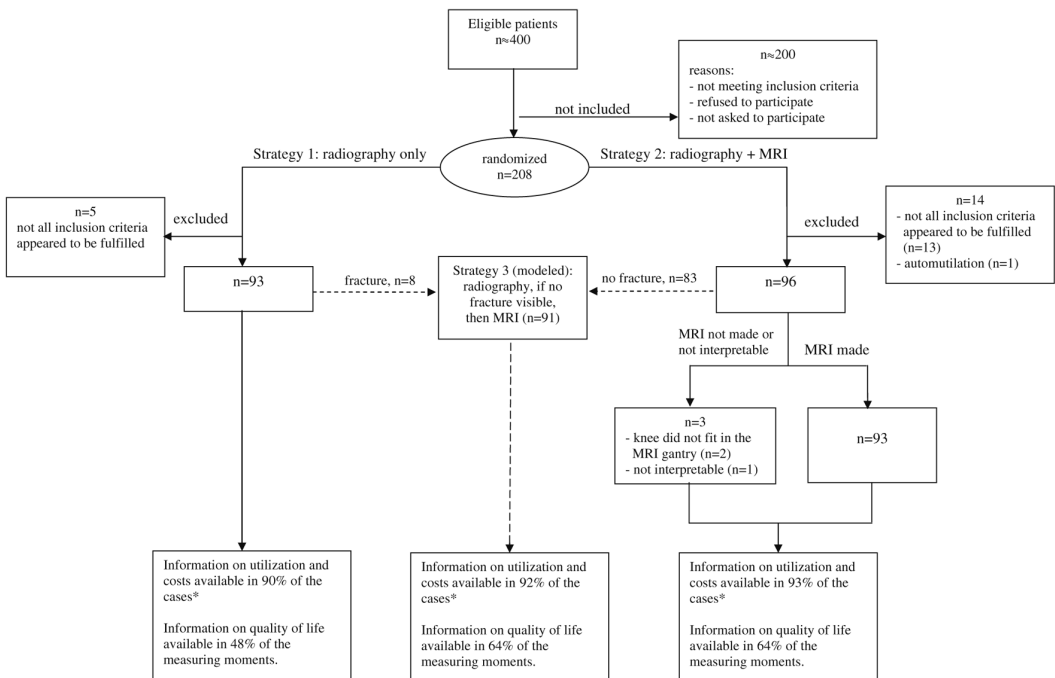 Eligible patients
n≈400
n≈200
reasons:
- not meeting inclusion criteria
- refused to participate
- not asked to participate
not included
Strategy 1: radiography only
randomized
n=208
Strategy 2: radiography + MRI
n=5
not all inclusion criteria
appeared to be fulfilled
excluded
excluded
n=14
- not all inclusion criteria
appeared to be fulfilled
(n=13)
- automutilation (n=1)
n=93
fracture, n=8
Strategy 3 (modeled):
radiography, if no
fracture visible,
then MRI (n=91)
no fracture, n=83
n=96
MRI not made or
not interpretable
MRI made
n=3
- knee did not fit in the
MRI gantry (n=2)
- not interpretable (n=1)
n=93
Information on utilization and
costs available in 90% of the
cases*
Information on quality of life
available in 48% of the
measuring moments.
Information on utilization and
costs available in 92% of the
cases*
Information on quality of life
available in 64% of the
measuring moments.
Information on utilization and
costs available in 93% of the
cases*
Information on quality of life
available in 64% of the
measuring moments.